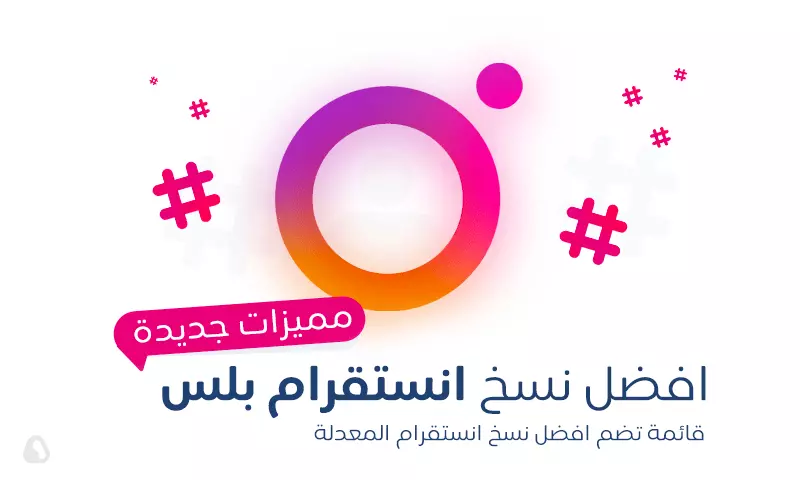 مميزات جديدة
افضل نسخ انستقرام بلس
قائمة تضم افضل نسخ انستقرام المعدلة